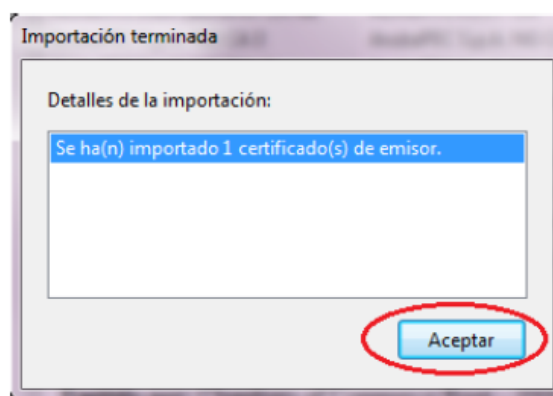 Importación terminada
Detalles de la importación:
Se ha(n) importado 1 certificado(s) de emisor.
Aceptar